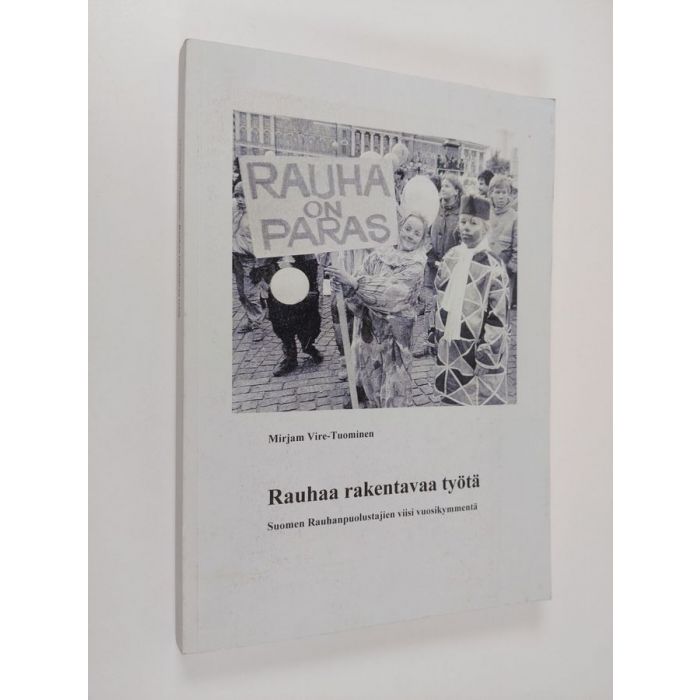 RAUHA
ON
PARAS
Mirjam Vire-Tuominen
Rauhaa rakentavaa työtä
Suomen Rauhanpuolustajien viisi vuosikymmentä